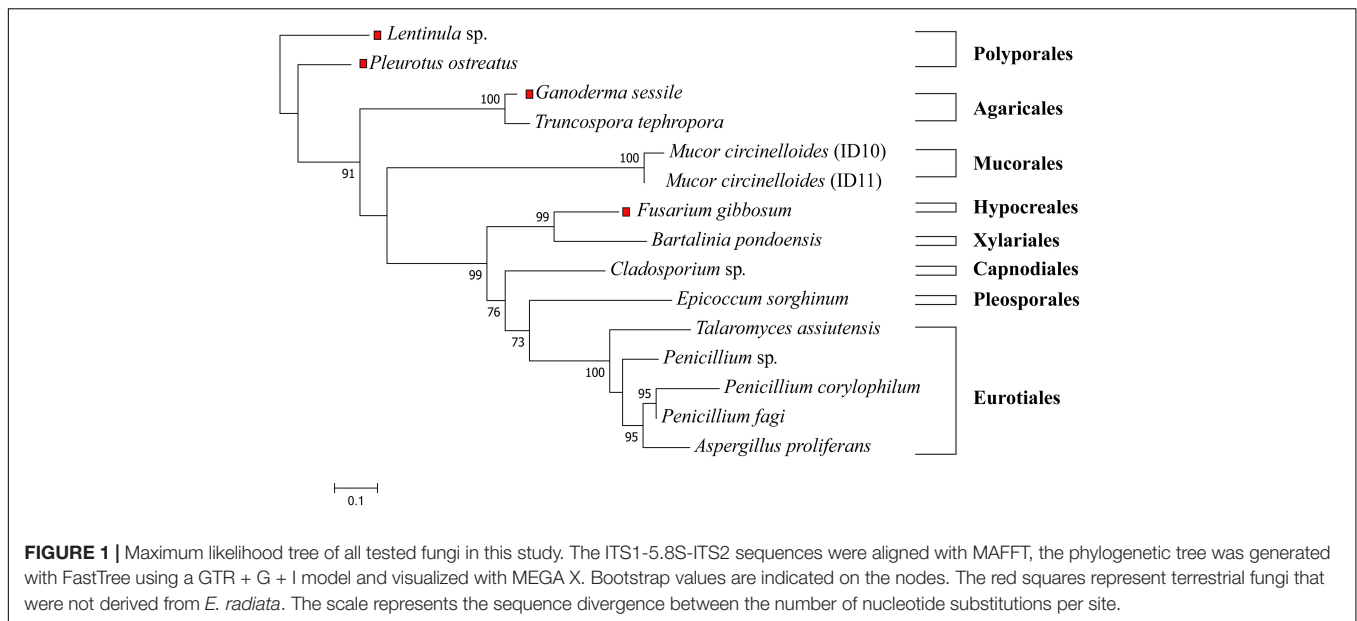 Lentinula sp.
Pleurotus ostreatus
Polyporales
100
Ganoderma sessile
Truncospora tephropora
Agaricales
91
100
Mucor circinelloides (ID10)
Mucor circinelloides (ID11)
Mucorales
99
Fusarium gibbosum
Hypocreales
Bartalinia pondoensis
Xylariales
99
Cladosporium sp.
Capnodiales
76
Epicoccum sorghinum
Pleosporales
73
Talaromyces assiutensis
100
Penicillium sp.
95
Penicillium corylophilum
Penicillium fagi
95
Aspergillus proliferans
Eurotiales
0.1
FIGURE 1 | Maximum likelihood tree of all tested fungi in this study. The ITS1-5.8S-ITS2 sequences were aligned with MAFFT, the phylogenetic tree was generated
with FastTree using a GTR + G + I model and visualized with MEGA X. Bootstrap values are indicated on the nodes. The red squares represent terrestrial fungi that
were not derived from E. radiata. The scale represents the sequence divergence between the number of nucleotide substitutions per site.